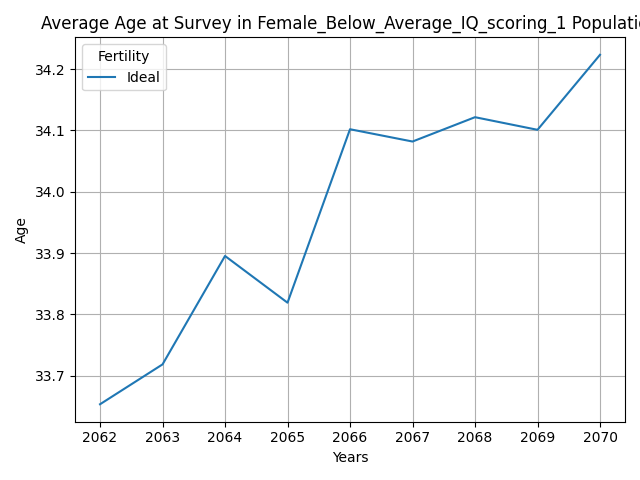 Average Age at Survey in Female_Below_Average_IQ_scoring_1 Populatio
Fertility
Ideal
34.2
34.1
34.0
33.9
33.8
33.7
Age
2062 2063 2064 2065 2066 2067 2068 2069 2070
Years